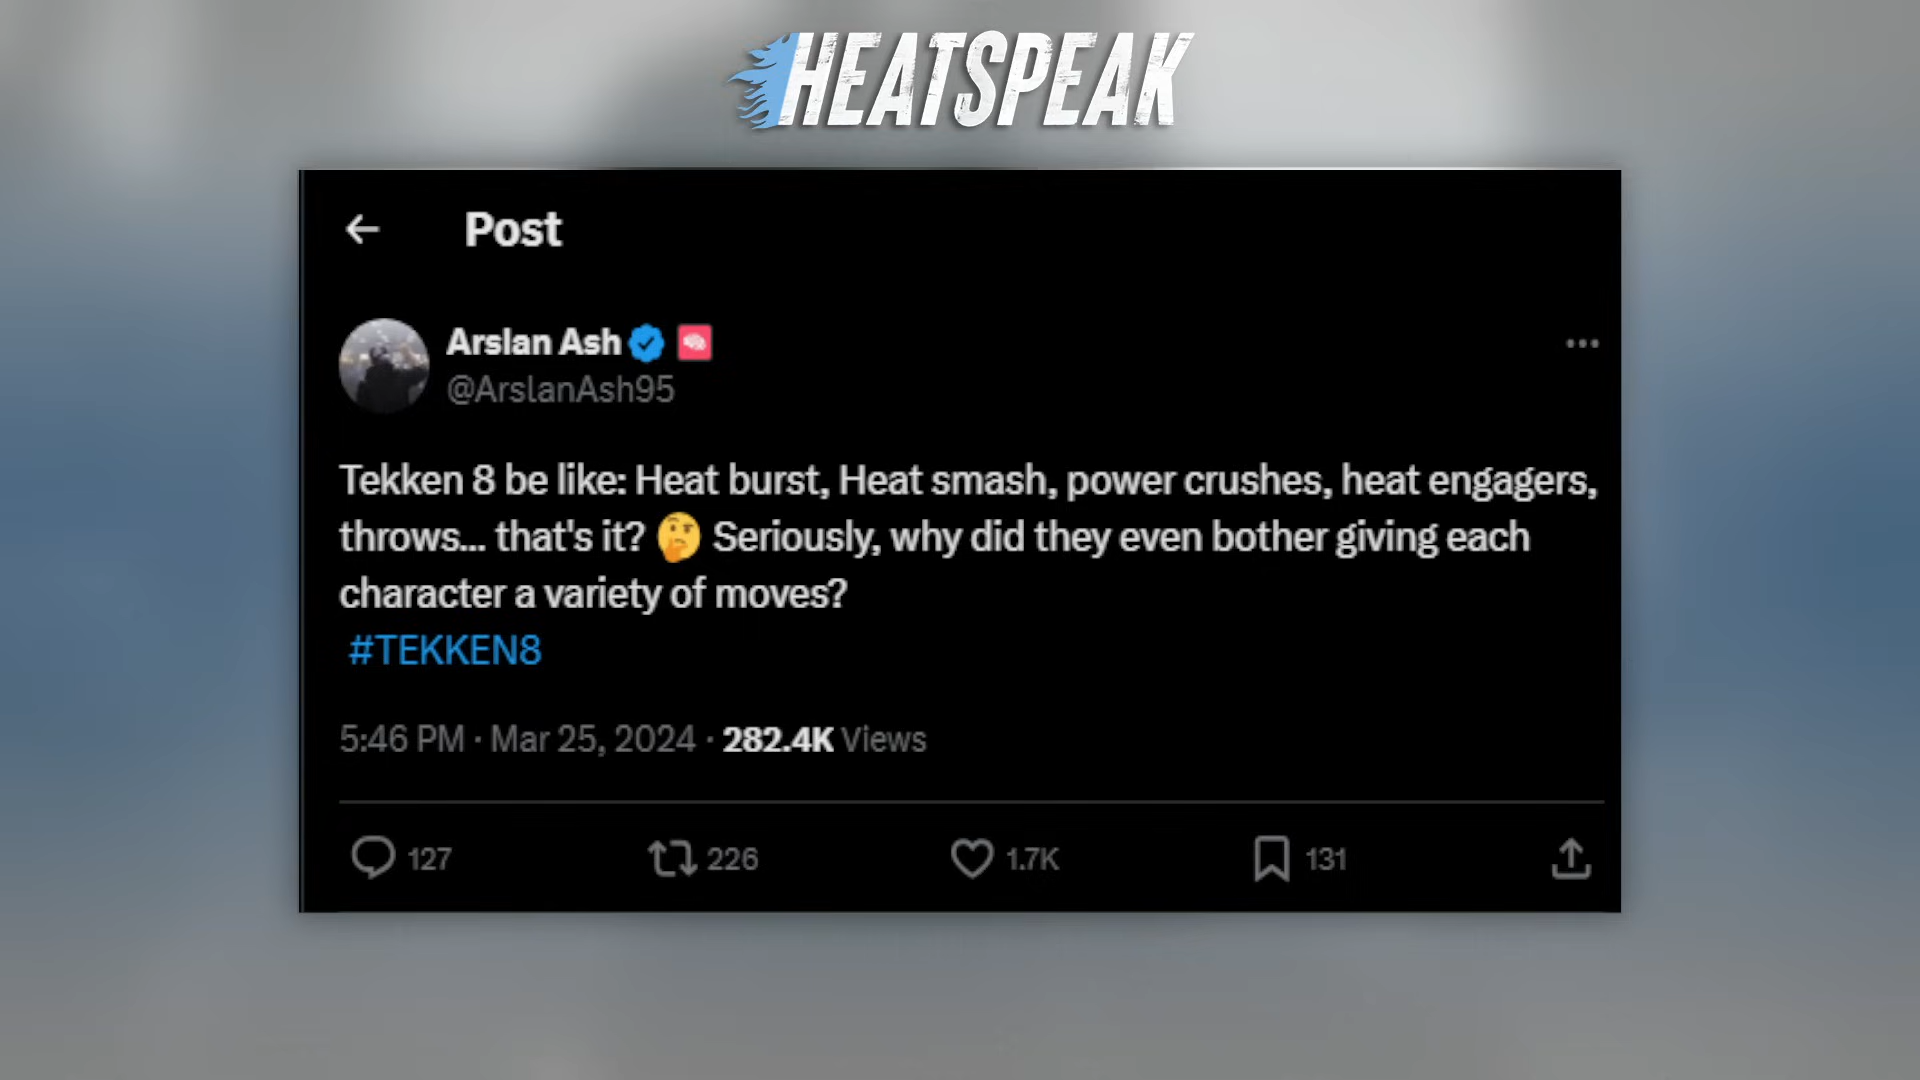 HEATSPEAK
Post
Arslan Ash
@ArslanAsh95
Tekken 8 be like: Heat burst, Heat smash, power crushes, heat engagers,
throws... that's it? 🤔 Seriously, why did they even bother giving each
character a variety of moves?
#TEKKEN8
5:46 PM · Mar 25, 2024 · 282.4K Views
127 226 1.7K 131